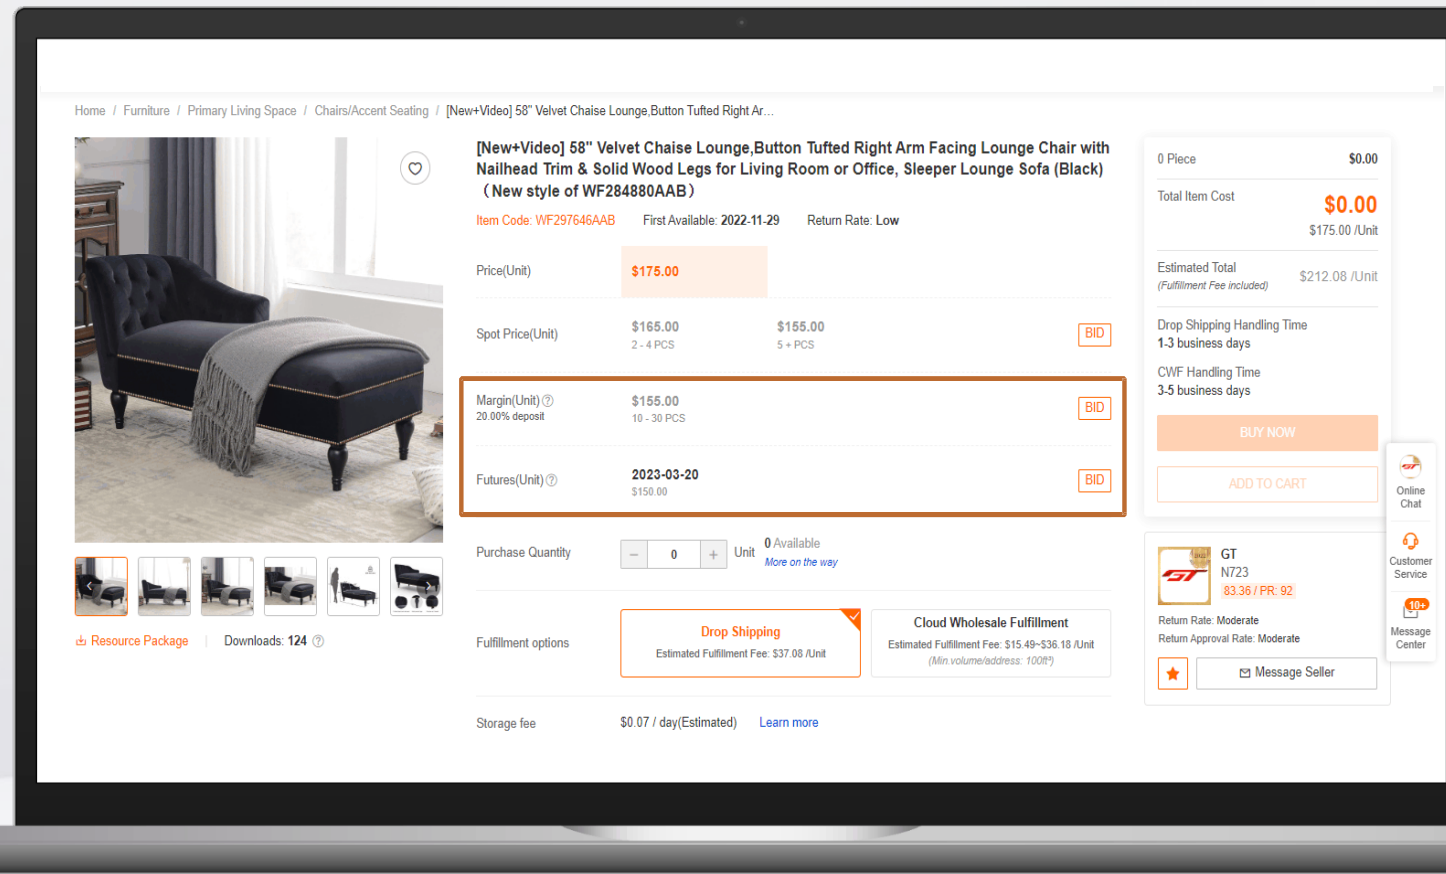 Home / Furniture / Primary Living Space / Chairs/Accent Seating / [New+Video] 58" Velvet Chaise Lounge,Button Tufted Right Ar...
[New+Video] 58" Velvet Chaise Lounge,Button Tufted Right Arm Facing Lounge Chair with
Nailhead Trim & Solid Wood Legs for Living Room or Office, Sleeper Lounge Sofa (Black)
（New style of WF284880AAB）
Item Code: WF297646AAB First Available: 2022-11-29 Return Rate: Low
Price(Unit) $175.00
Spot Price(Unit) $165.00 $155.00 BID
2 - 4 PCS 5 + PCS
Margin(Unit) ? $155.00 BID
20.00% deposit 10 - 30 PCS
Futures(Unit) ? 2023-03-20 BID
$150.00
Purchase Quantity − 0 + Unit 0 Available
More on the way
Fulfillment options
Drop Shipping
Estimated Fulfillment Fee: $37.08 /Unit
Cloud Wholesale Fulfillment
Estimated Fulfillment Fee: $15.49~$36.18 /Unit
(Min.volume/address: 100ft³)
Storage fee $0.07 / day(Estimated) Learn more
Resource Package | Downloads: 124 ?
0 Piece $0.00
Total Item Cost $0.00
$175.00 /Unit
Estimated Total $212.08 /Unit
(Fulfillment Fee included)
Drop Shipping Handling Time
1-3 business days
CWF Handling Time
3-5 business days
BUY NOW
ADD TO CART
GT
GT
N723
83.36 / PR: 92
Return Rate: Moderate
Return Approval Rate: Moderate
Message Seller
GT
Online
Chat
Customer
Service
10+
Message
Center